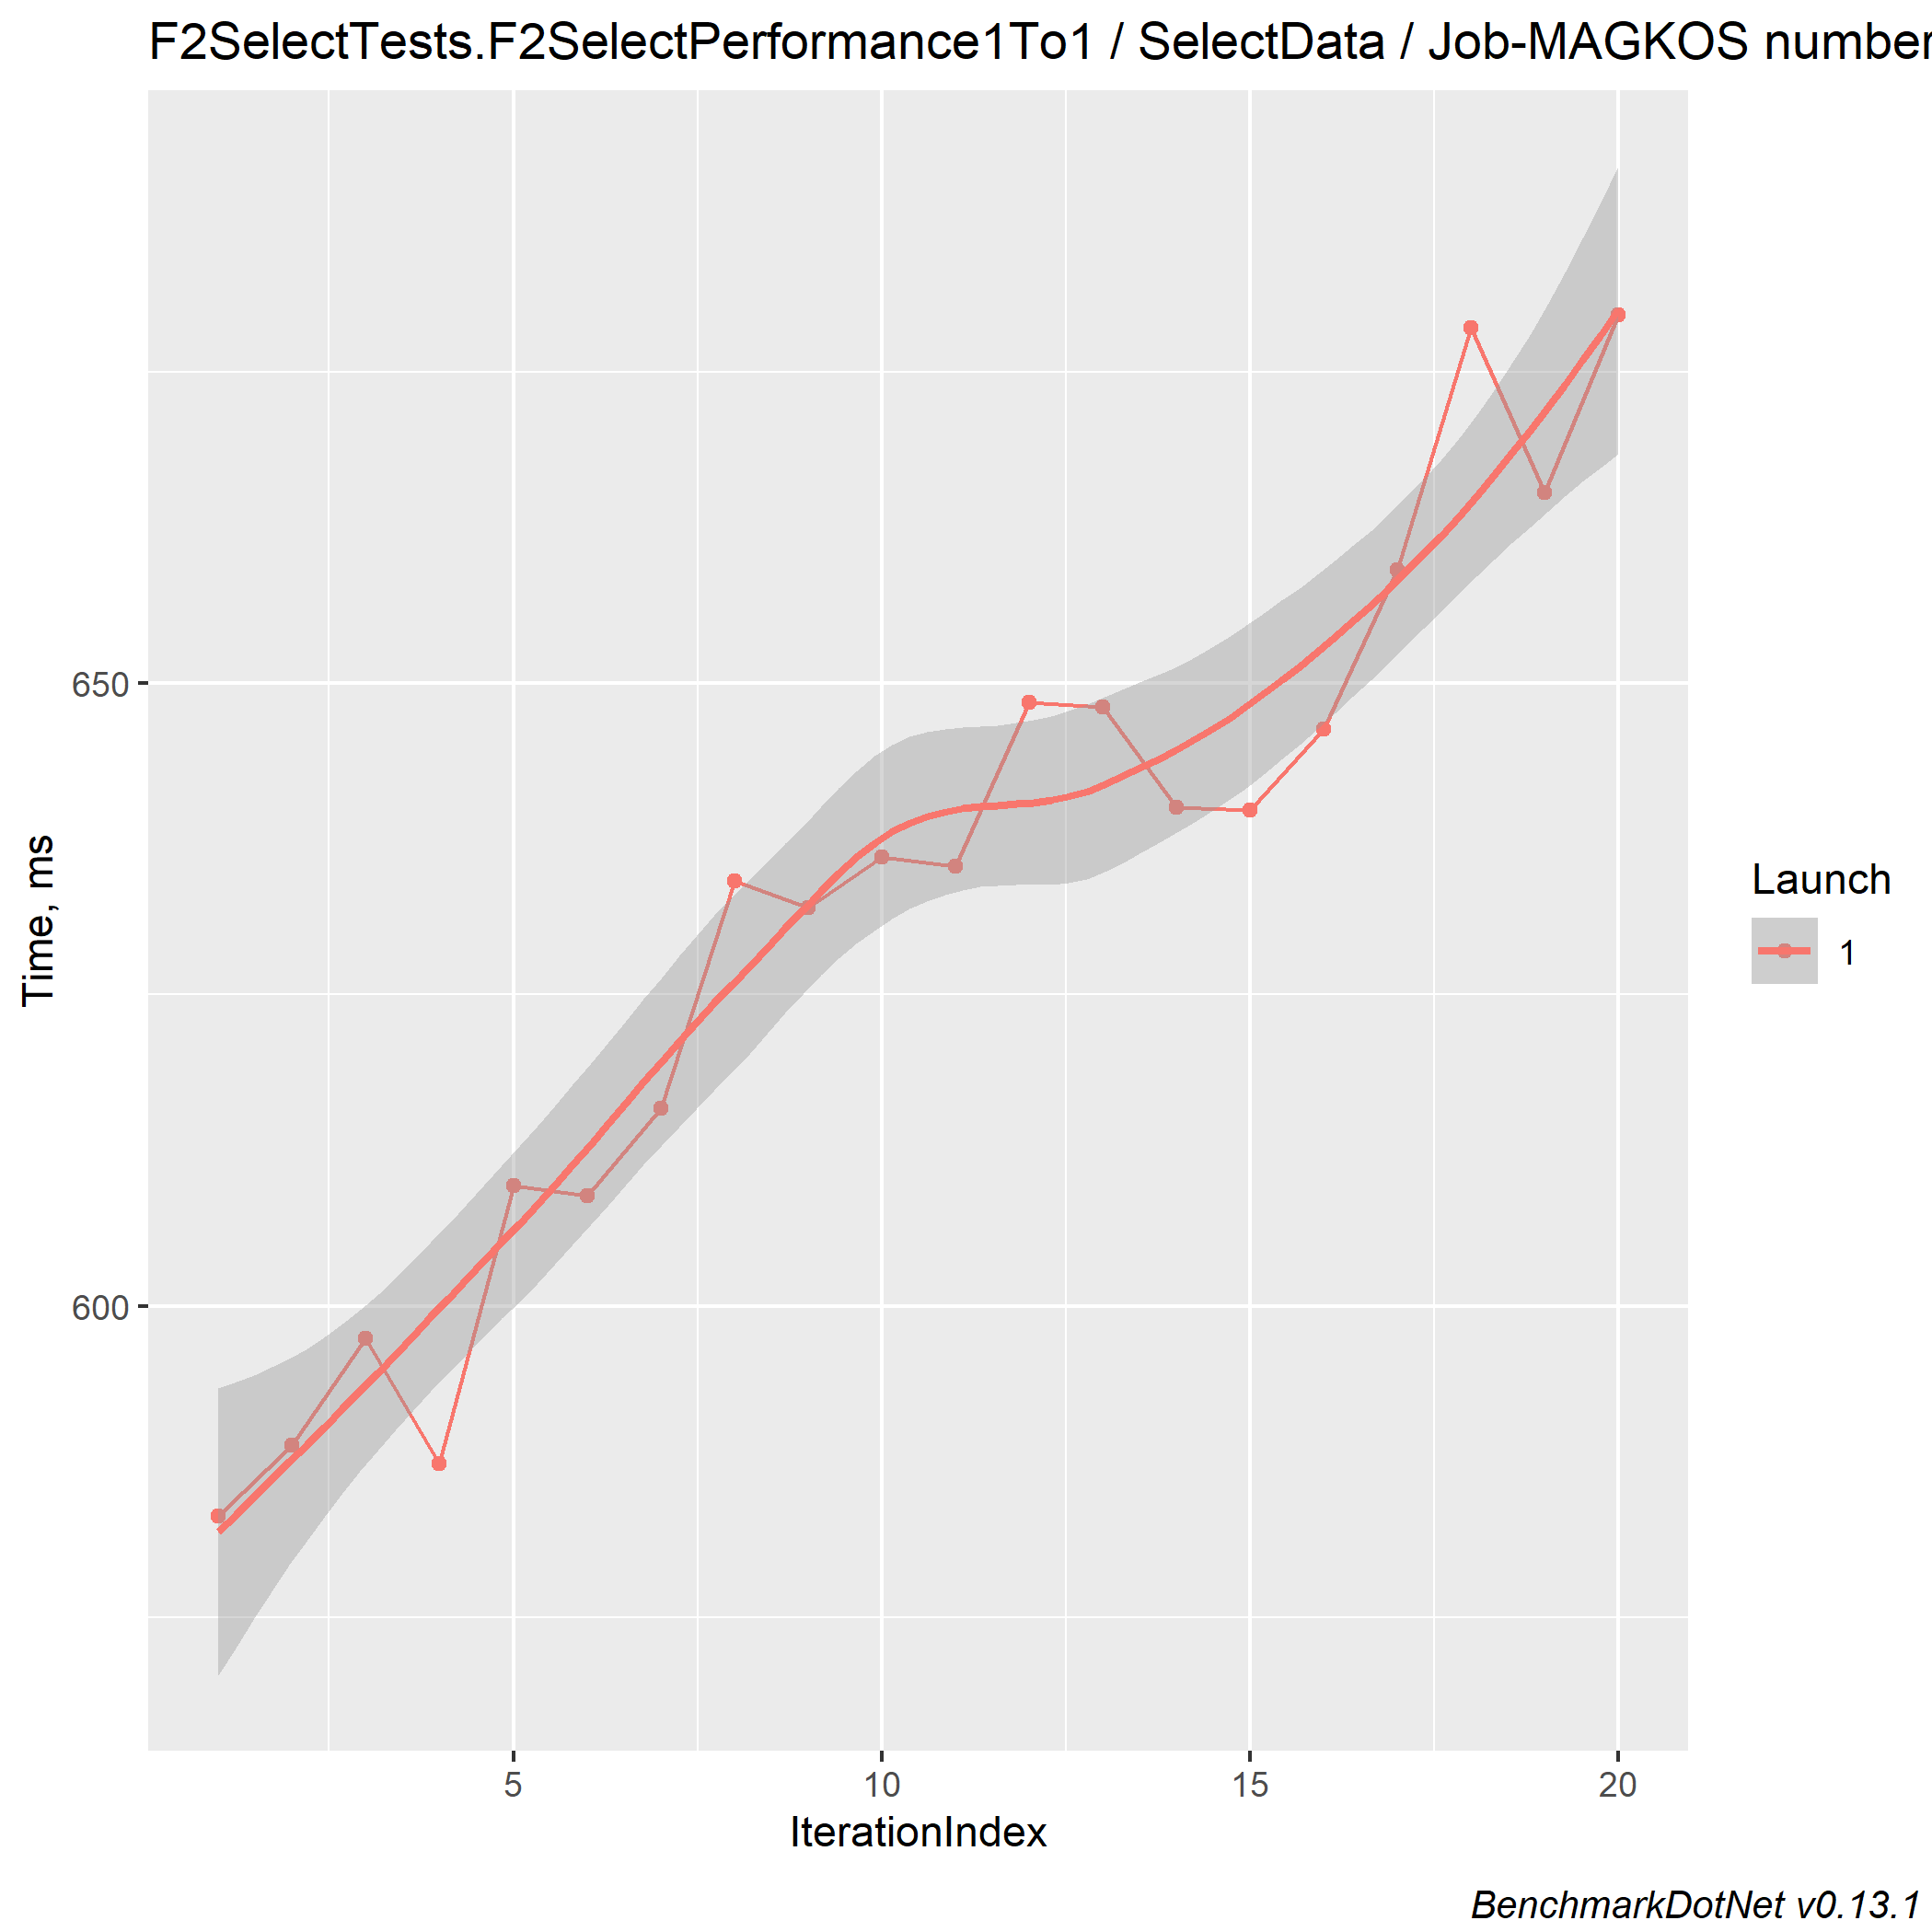 F2SelectTests.F2SelectPerformance1To1 / SelectData / Job-MAGKOS number
650
600
Time, ms
5
10
15
20
IterationIndex
Launch
1
BenchmarkDotNet v0.13.1